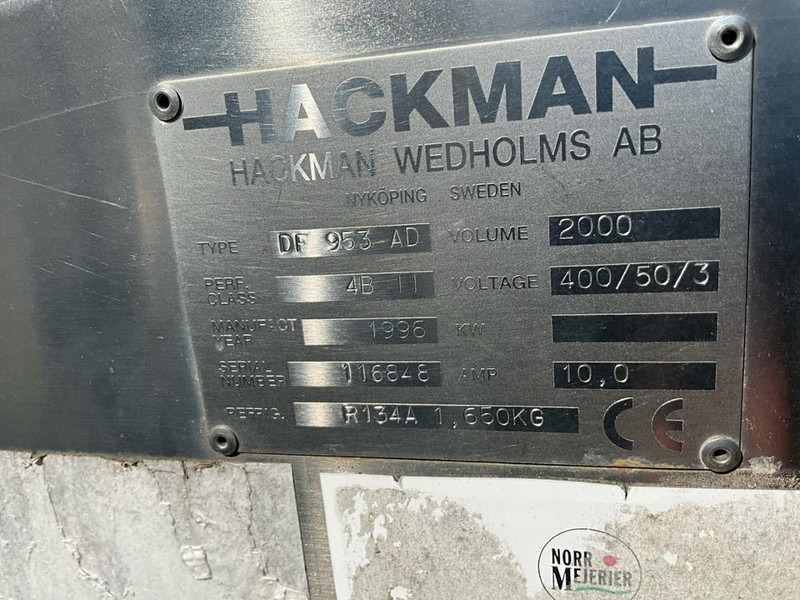 HACKMAN
HACKMAN WEDHOLMS AB
NYKÖPING SWEDEN
TYPE DF 953 AD VOLUME 2000
PERF. CLASS 4B II VOLTAGE 400/50/3
MANUFACT YEAR 1996 KW
SERIAL NUMBER 116848 AMP 10,0
REFRIG. R134A 1,650KG CE
NORR
MEJERIER